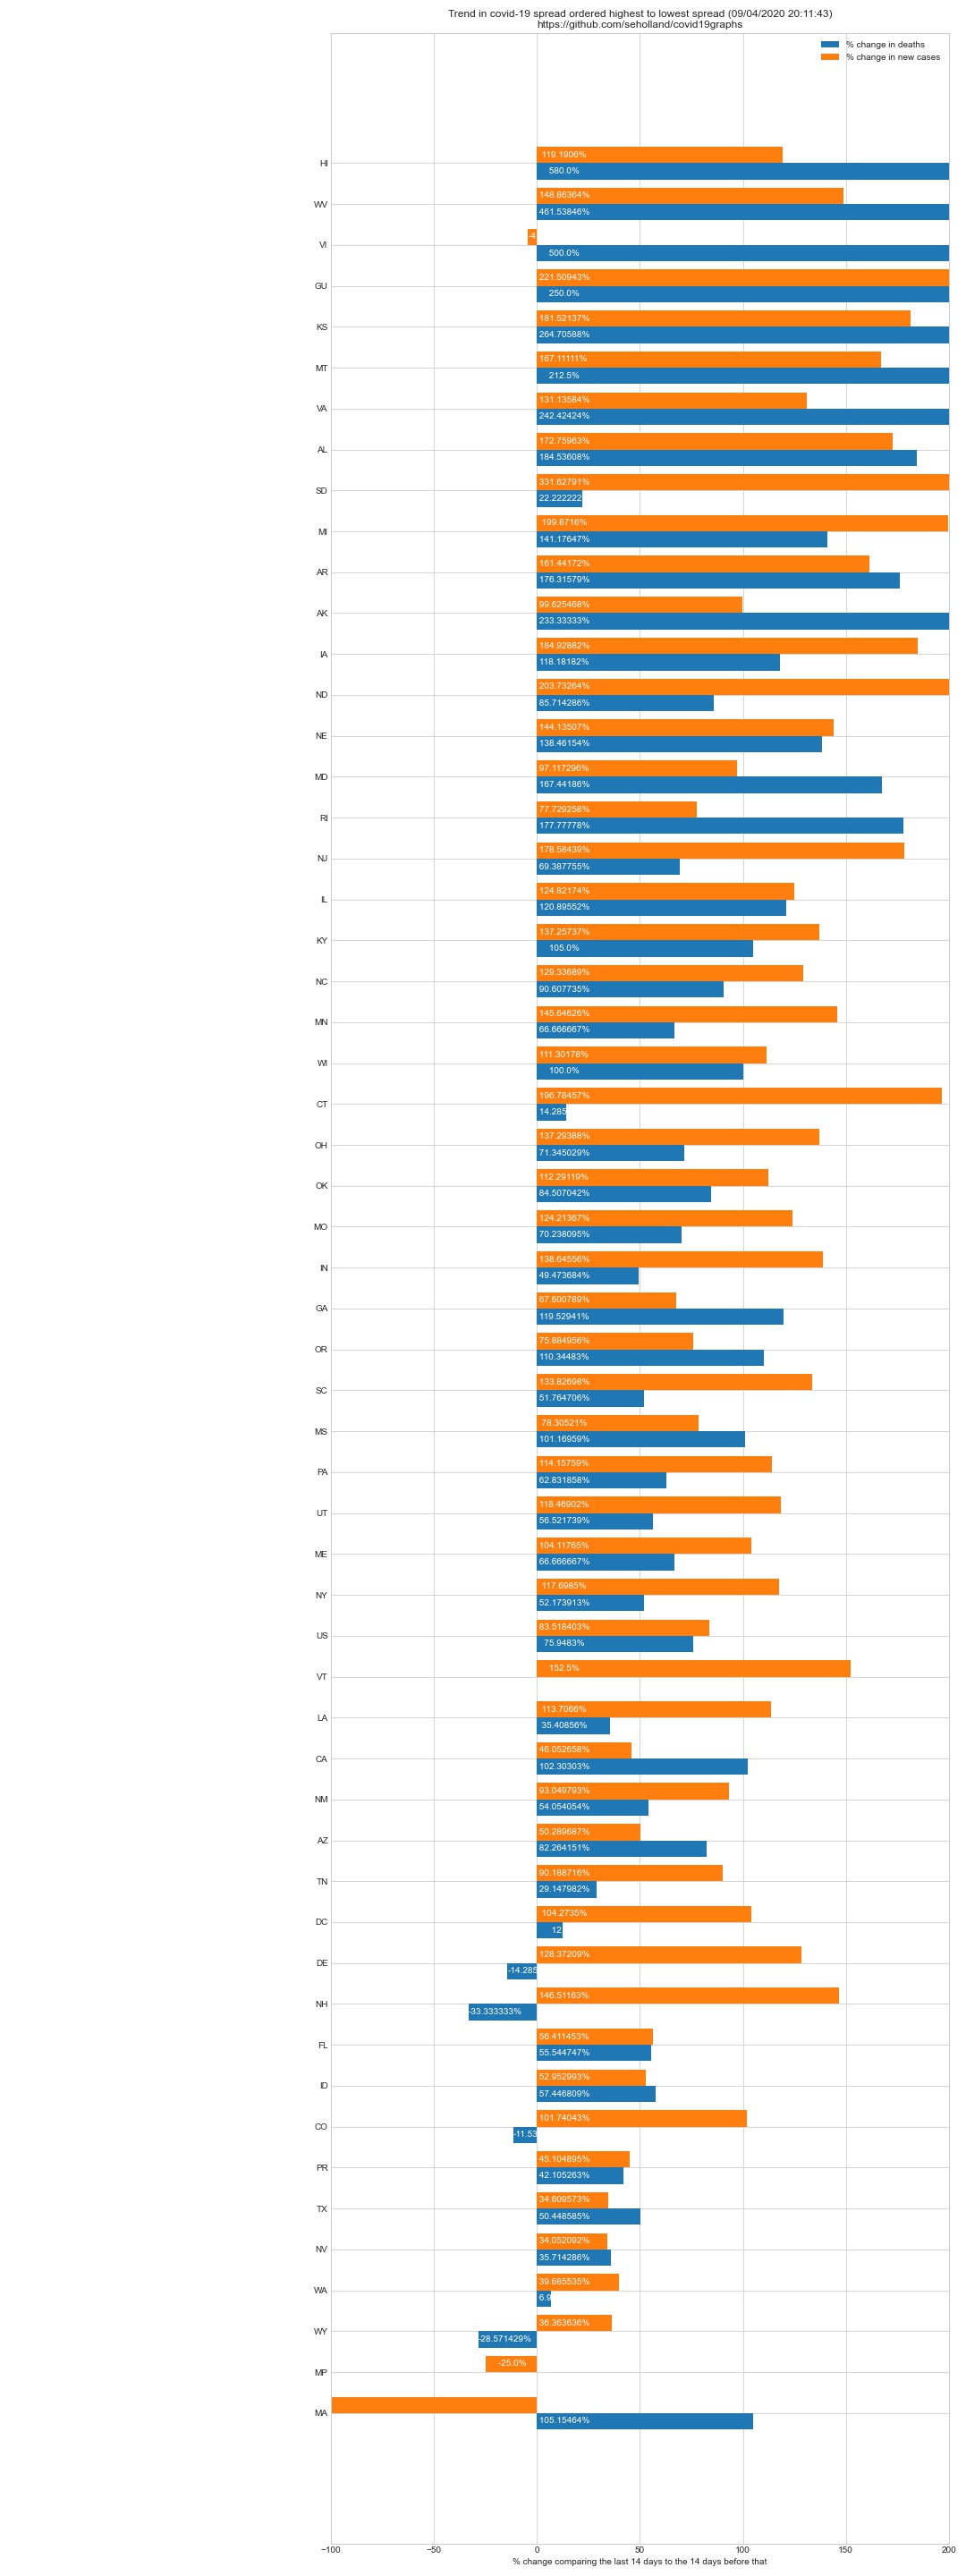 Trend in covid-19 spread ordered highest to lowest spread (09/04/2020 20:11:43)
https://github.com/seholland/covid19graphs
% change in deaths
% change in new cases
119.1906%
HI
580.0%
148.86364%
WV
461.53846%
-4
VI
500.0%
221.50943%
GU
250.0%
181.52137%
KS
264.70588%
167.11111%
MT
212.5%
131.13584%
VA
242.42424%
172.75963%
AL
184.53608%
331.62791%
SD
22.222222
199.8716%
MI
141.17647%
161.44172%
AR
176.31579%
99.625468%
AK
233.33333%
184.92882%
IA
118.18182%
203.73264%
ND
85.714286%
144.13507%
NE
138.46154%
97.117296%
MD
167.44186%
77.729258%
RI
177.77778%
178.58439%
NJ
69.387755%
124.82174%
IL
120.89552%
137.25737%
KY
105.0%
129.33689%
NC
90.607735%
145.64626%
MN
66.666667%
111.30178%
WI
100.0%
196.78457%
CT
14.285
137.29388%
OH
71.345029%
112.29119%
OK
84.507042%
124.21367%
MO
70.238095%
138.64556%
IN
49.473684%
67.600789%
GA
119.52941%
75.884956%
OR
110.34483%
133.82698%
SC
51.764706%
78.30521%
MS
101.16959%
114.15759%
PA
62.831858%
118.46902%
UT
56.521739%
104.11765%
ME
66.666667%
117.6985%
NY
52.173913%
83.518403%
US
75.9483%
152.5%
VT
113.7066%
LA
35.40856%
46.052658%
CA
102.30303%
93.049793%
NM
54.054054%
50.289687%
AZ
82.264151%
90.188716%
TN
29.147982%
104.2735%
DC
12.
128.37209%
DE
-14.285
146.51163%
NH
-33.333333%
56.411453%
FL
55.544747%
52.952993%
ID
57.446809%
101.74043%
CO
-11.53
45.104895%
PR
42.105263%
34.609573%
TX
50.448585%
34.052092%
NV
35.714286%
39.685535%
WA
6.9
36.363636%
WY
-28.571429%
-25.0%
MP
MA
105.15464%
−100 −50 0 50 100 150 200
% change comparing the last 14 days to the 14 days before that